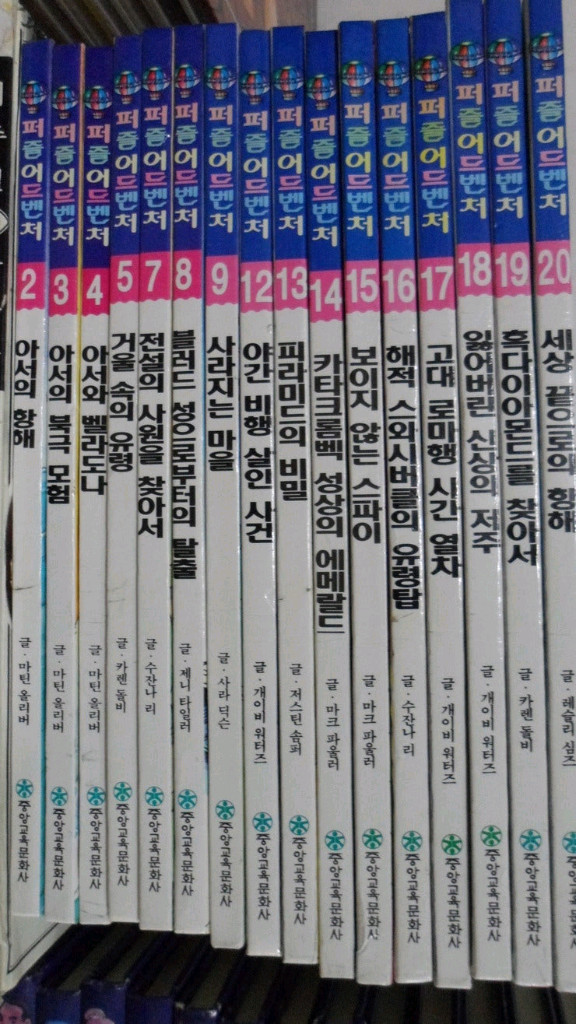 퍼즐어드벤처 2 아서의 항해 글·마틴 올리버 중앙교육문화사
퍼즐어드벤처 3 아서의 북극 모험 글·마틴 올리버 중앙교육문화사
퍼즐어드벤처 4 아서와 벨라도나 글·마틴 올리버 중앙교육문화사
퍼즐어드벤처 5 거울 속의 유령 글·카렌 돌비 중앙교육문화사
퍼즐어드벤처 7 전설의 사원을 찾아서 글·수잔나 리 중앙교육문화사
퍼즐어드벤처 8 블러드 성으로부터의 탈출 글·제니 타일러 중앙교육문화사
퍼즐어드벤처 9 사라지는 마을 글·사라 딕슨 중앙교육문화사
퍼즐어드벤처 12 야간 비행 살인 사건 글·개이비 워터즈 중앙교육문화사
퍼즐어드벤처 13 피라미드의 비밀 글·저스틴 솜퍼 중앙교육문화사
퍼즐어드벤처 14 카타크롬벡 성상의 에메랄드 글·마크 파울러 중앙교육문화사
퍼즐어드벤처 15 보이지 않는 스파이 글·마크 파울러 중앙교육문화사
퍼즐어드벤처 16 해적 스와시버클의 유령탑 글·수잔나 리 중앙교육문화사
퍼즐어드벤처 17 고대 로마행 시간 열차 글·개이비 워터즈 중앙교육문화사
퍼즐어드벤처 18 잃어버린 신상의 저주 글·개이비 워터즈 중앙교육문화사
퍼즐어드벤처 19 흑다이아몬드를 찾아서 글·카렌 돌비 중앙교육문화사
퍼즐어드벤처 20 세상 끝으로의 항해 글·레슬리 심즈 중앙교육문화사